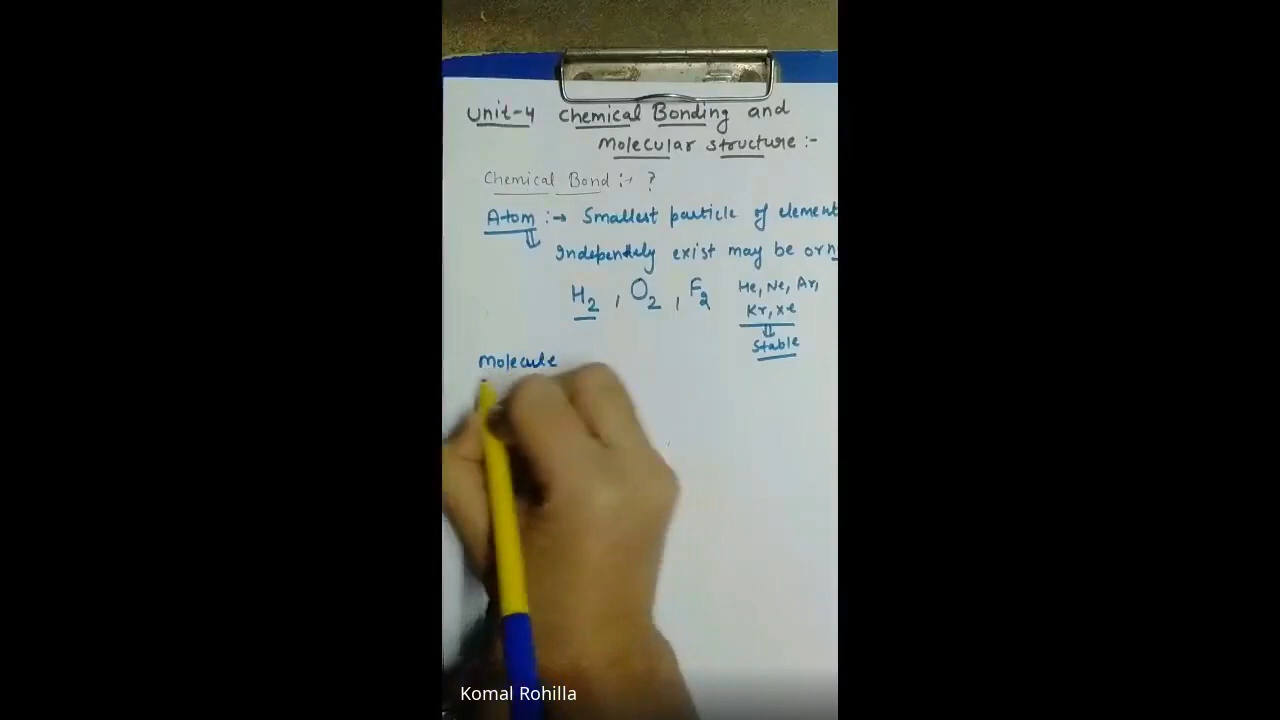 Unit-4 Chemical Bonding and
Molecular structure :-
Chemical Bond :- ?
Atom :→ Smallest particle of element
⇓ Independently exist may be or n
H2 , O2 , F2
He, Ne, Ar,
Kr, Xe
⇓
Stable
Molecule
Komal Rohilla